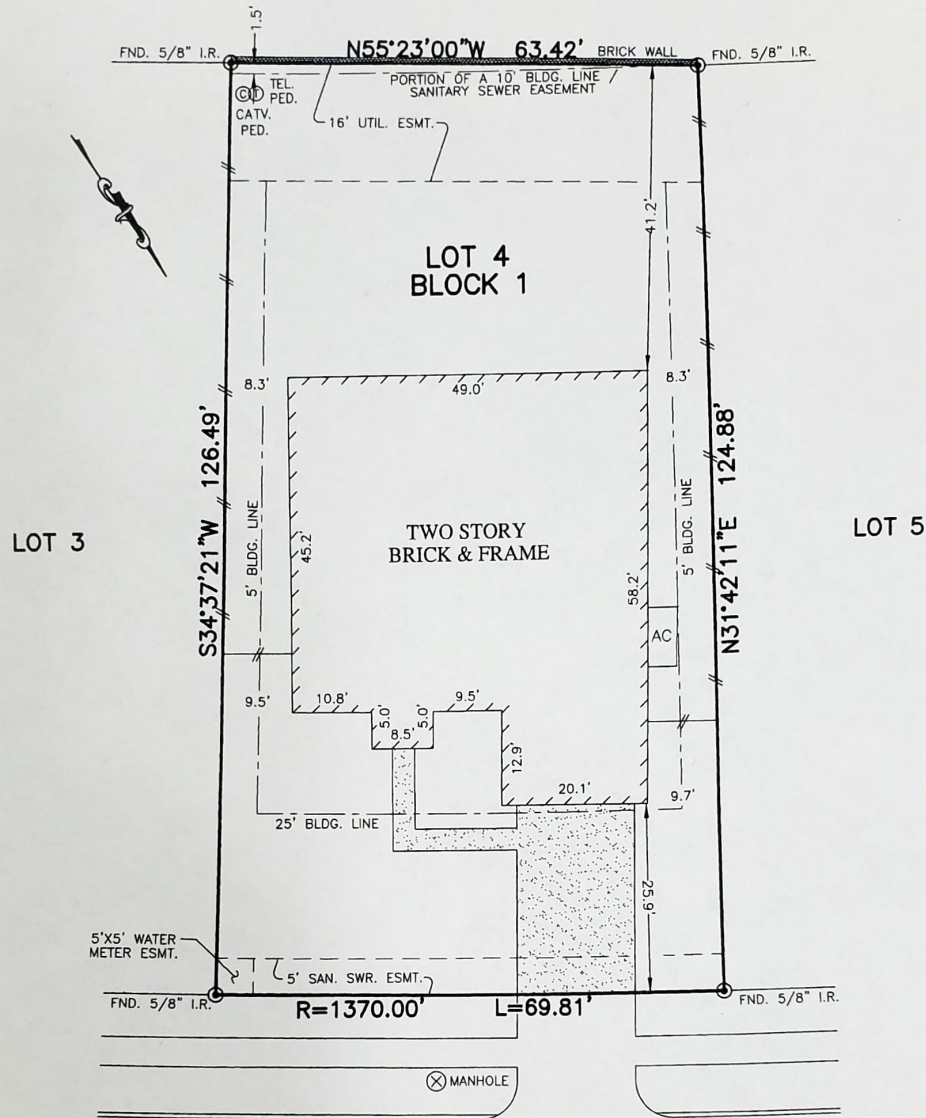 1.5'
FND. 5/8" I.R.
N55°23'00"W 63.42'
BRICK WALL
FND. 5/8" I.R.
PORTION OF A 10' BLDG. LINE
SANITARY SEWER EASEMENT
C T TEL.
PED.
CATV.
PED.
16' UTIL. ESMT.
41.2'
LOT 4
BLOCK 1
8.3'
49.0'
8.3'
S34°37'21"W 126.49'
N31°42'11"E 124.88'
5' BLDG. LINE
5' BLDG. LINE
LOT 3
LOT 5
45.2'
TWO STORY
BRICK & FRAME
58.2'
AC
9.5'
10.8'
5.0'
8.5'
5.0'
9.5'
12.9'
20.1'
9.7'
25' BLDG. LINE
25.9'
5'X5' WATER
METER ESMT.
5' SAN. SWR. ESMT.
FND. 5/8" I.R.
R=1370.00' L=69.81'
FND. 5/8" I.R.
MANHOLE